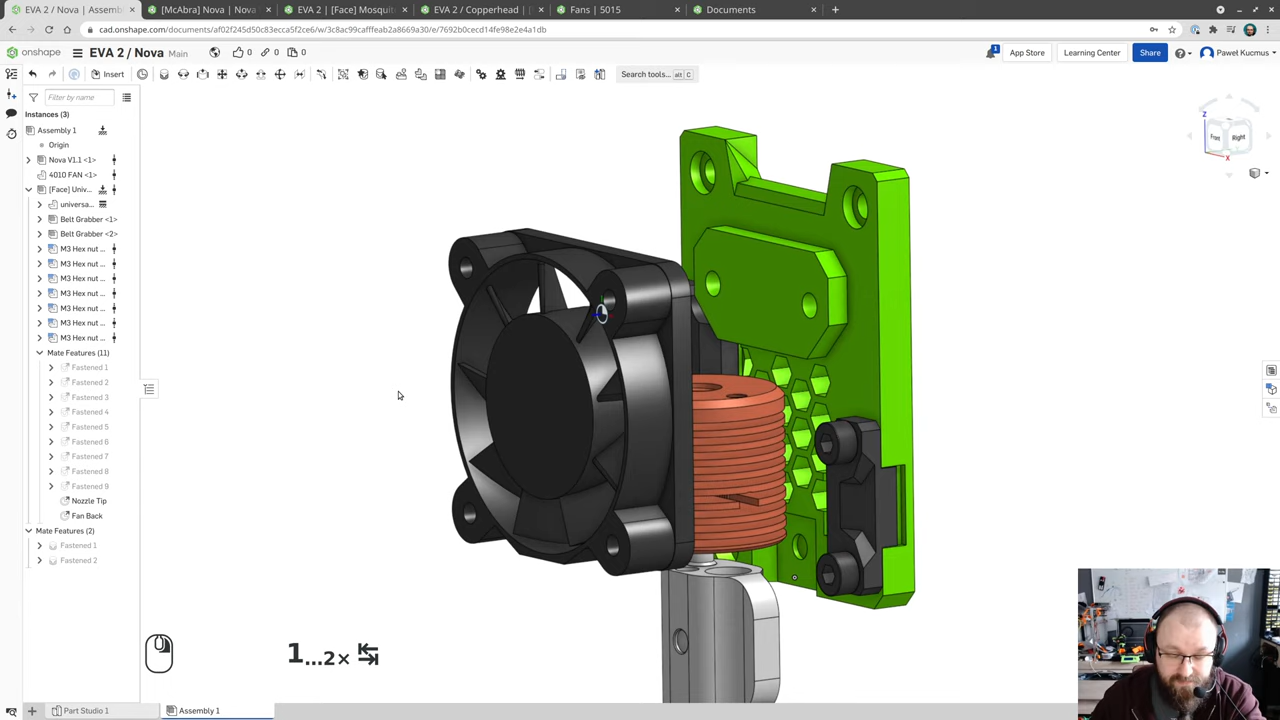 EVA 2 / Nova | Assemb
[McAbra] Nova | Nova
EVA 2 | [Face] Mosquit
EVA 2 / Copperhead | [
Fans | 5015
Documents
cad.onshape.com/documents/af02f245d50c83ecca5f2ce6/w/3c8ac99cafffeab2a8669a30/e/7692b0cecd14fe98e2e4a1db
onshape
EVA 2 / Nova Main
0
0
0
1
App Store
Learning Center
Share
Paweł Kucmus
Insert
Search tools... alt C
Filter by name
Instances (3)
Assembly 1
Origin
Nova V1.1 <1>
4010 FAN <1>
[Face] Univ...
universa...
Belt Grabber <1>
Belt Grabber <2>
M3 Hex nut ...
M3 Hex nut ...
M3 Hex nut ...
M3 Hex nut ...
M3 Hex nut ...
M3 Hex nut ...
M3 Hex nut ...
Mate Features (11)
Fastened 1
Fastened 2
Fastened 3
Fastened 4
Fastened 5
Fastened 6
Fastened 7
Fastened 8
Fastened 9
Nozzle Tip
Fan Back
Mate Features (2)
Fastened 1
Fastened 2
Z
Front
Right
X
1...2×
Part Studio 1
Assembly 1